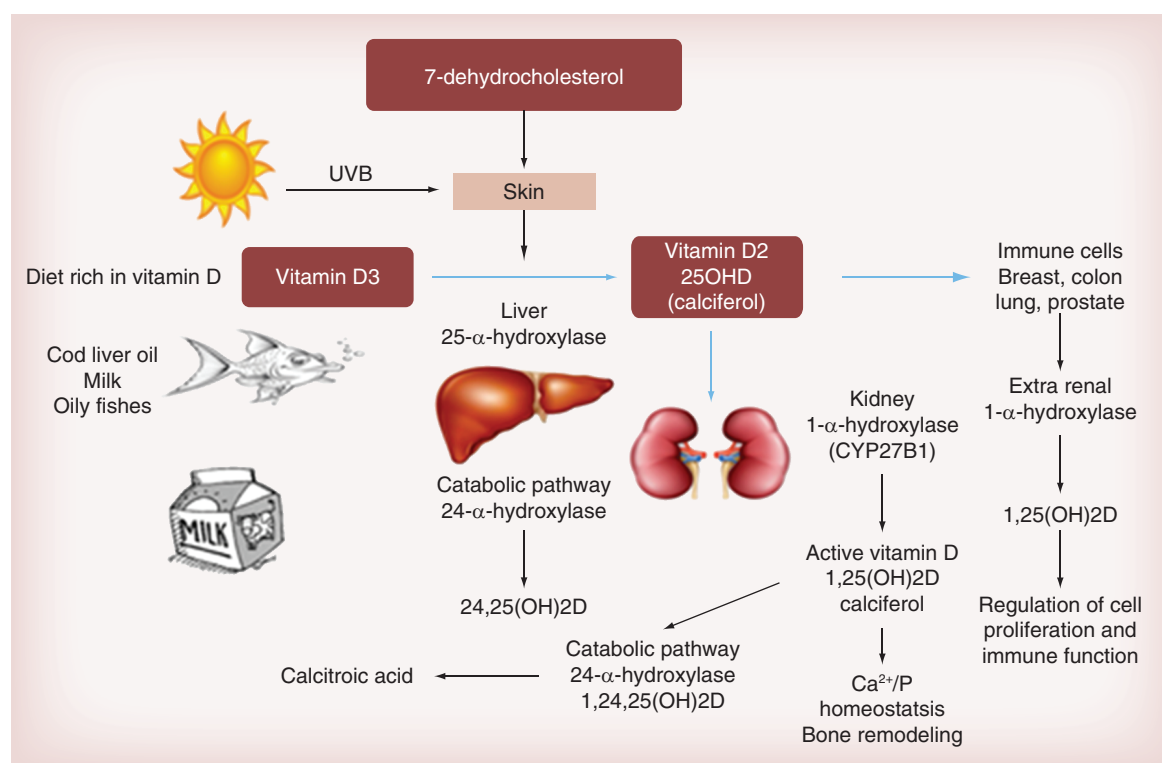 7-dehydrocholesterol
UVB
Skin
Diet rich in vitamin D
Vitamin D3
Vitamin D2
25OHD
(calciferol)
Immune cells
Breast, colon
lung, prostate
Liver
25-α-hydroxylase
Cod liver oil
Milk
Oily fishes
Kidney
1-α-hydroxylase
(CYP27B1)
Extra renal
1-α-hydroxylase
MILK
Catabolic pathway
24-α-hydroxylase
1,25(OH)2D
Active vitamin D
1,25(OH)2D
calciferol
24,25(OH)2D
Regulation of cell
proliferation and
immune function
Catabolic pathway
24-α-hydroxylase
1,24,25(OH)2D
Calcitroic acid
Ca²⁺/P
homeostatsis
Bone remodeling